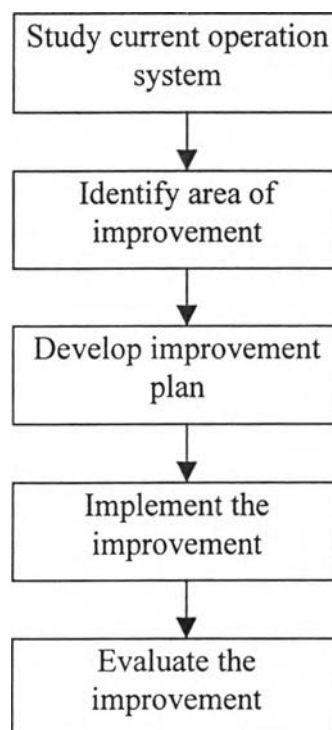 Study current operation
system
Identify area of
improvement
Develop improvement
plan
Implement the
improvement
Evaluate the
improvement